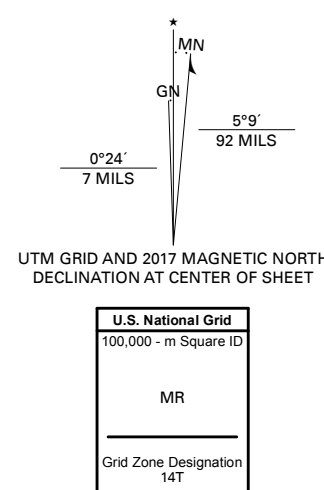 MN
GN
5°9´
92 MILS
0°24´
7 MILS
UTM GRID AND 2017 MAGNETIC NORTH
DECLINATION AT CENTER OF SHEET
U.S. National Grid
100,000 - m Square ID
MR
Grid Zone Designation
14T